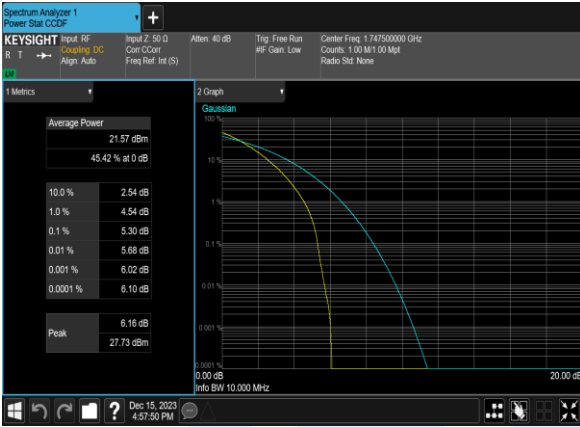 Spectrum Analyzer 1
Power Stat CCDF
KEYSIGHT
R T
Input: RF
Coupling: DC
Align: Auto
Input Z: 50 Ω
Corr CCorr
Freq Ref: Int (S)
Atten: 40 dB
Trig: Free Run
#IF Gain: Low
Center Freq: 1.747500000 GHz
Counts: 1.00 M/1.00 Mpt
Radio Std: None
1 Metrics
Average Power
21.57 dBm
45.42 % at 0 dB
10.0 % 2.54 dB
1.0 % 4.54 dB
0.1 % 5.30 dB
0.01 % 5.68 dB
0.001 % 6.02 dB
0.0001 % 6.10 dB
Peak 6.16 dB
27.73 dBm
2 Graph
Gaussian
100 %
10 %
1 %
0.1 %
0.01 %
0.001 %
0.0001 %
0.00 dB
20.00 dB
Info BW 10.000 MHz
Dec 15, 2023
4:57:50 PM